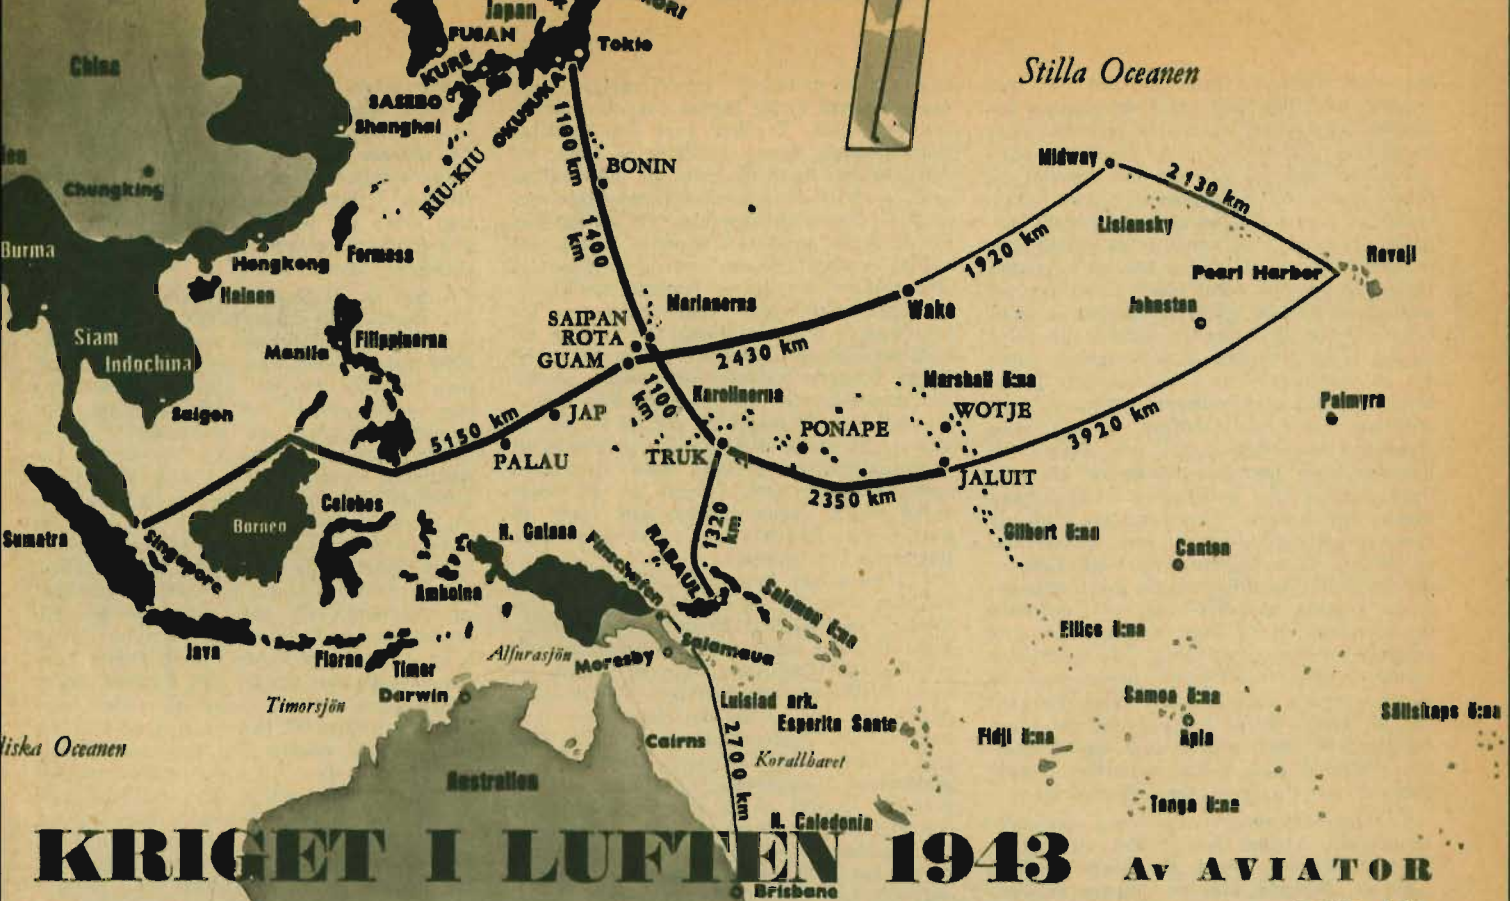 Japan
FUSAN
Tokio
KURE
China
SASEBO
OKUSUKA
Shanghai
1100 km
Stilla Oceanen
BONIN
Midway
2130 km
Chungking
RIU-KIU
Lisiansky
1400 km
1920 km
Burma
Formosa
Hongkong
Havaji
Pearl Harbor
Hainan
Marianerna
Wake
Johnston
SAIPAN
ROTA
GUAM
Siam
Filippinerna
Manila
2430 km
Indochina
1100 km
Karolinerna
Marshall ö:na
WOTJE
Palmyra
Saigon
5150 km
JAP
PONAPE
3920 km
PALAU
TRUK
JALUIT
2350 km
Celebes
Borneo
Sumatra
Singapore
N. Guinea
Finschafen
RABAUL
1320 km
Gilbert ö:na
Canton
Amboina
Salomon ö:na
Ellice ö:na
Java
Flores
Timor
Alfurasjön
Moresby
Salamaua
Darwin
Timorsjön
Luisiad ark.
Samoa ö:na
Esperito Santo
Sällskaps ö:na
Fidji ö:na
Apia
diska Oceanen
Cairns
2700 km
Korallhavet
Australien
Tonga ö:na
N. Caledonia
KRIGET I LUFTEN 1943 Av AVIATOR
Brisbane